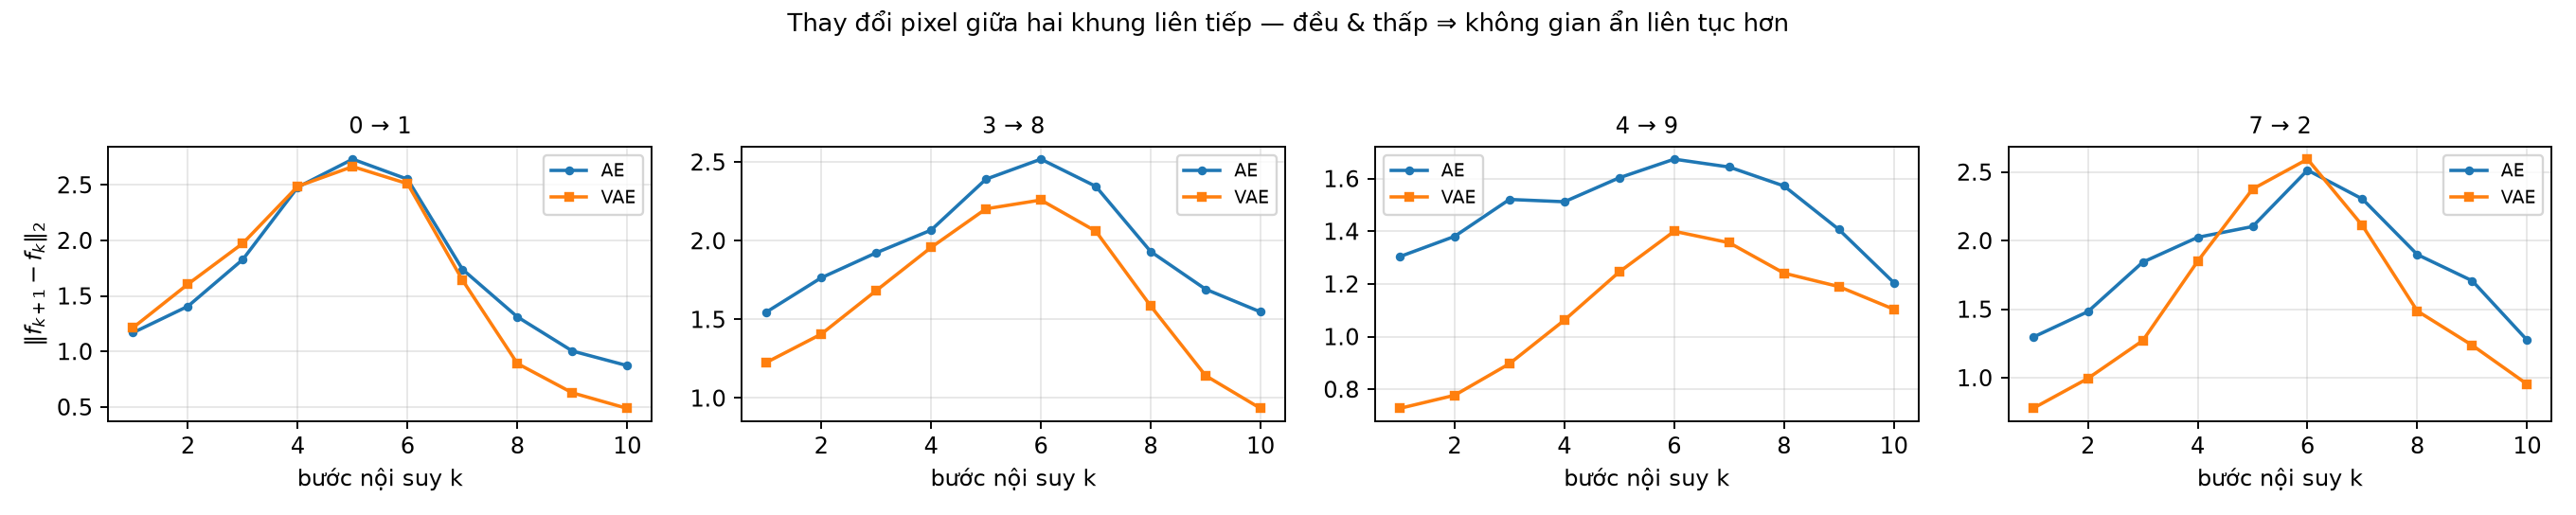 Thay đổi pixel giữa hai khung liên tiếp — đều & thấp ⇒ không gian ẩn liên tục hơn
0 → 1
‖f_{k+1} − f_k‖_2
2.5
2.0
1.5
1.0
0.5
2 4 6 8 10
bước nội suy k
AE
VAE
3 → 8
2.5
2.0
1.5
1.0
2 4 6 8 10
bước nội suy k
AE
VAE
4 → 9
1.6
1.4
1.2
1.0
0.8
2 4 6 8 10
bước nội suy k
AE
VAE
7 → 2
2.5
2.0
1.5
1.0
2 4 6 8 10
bước nội suy k
AE
VAE